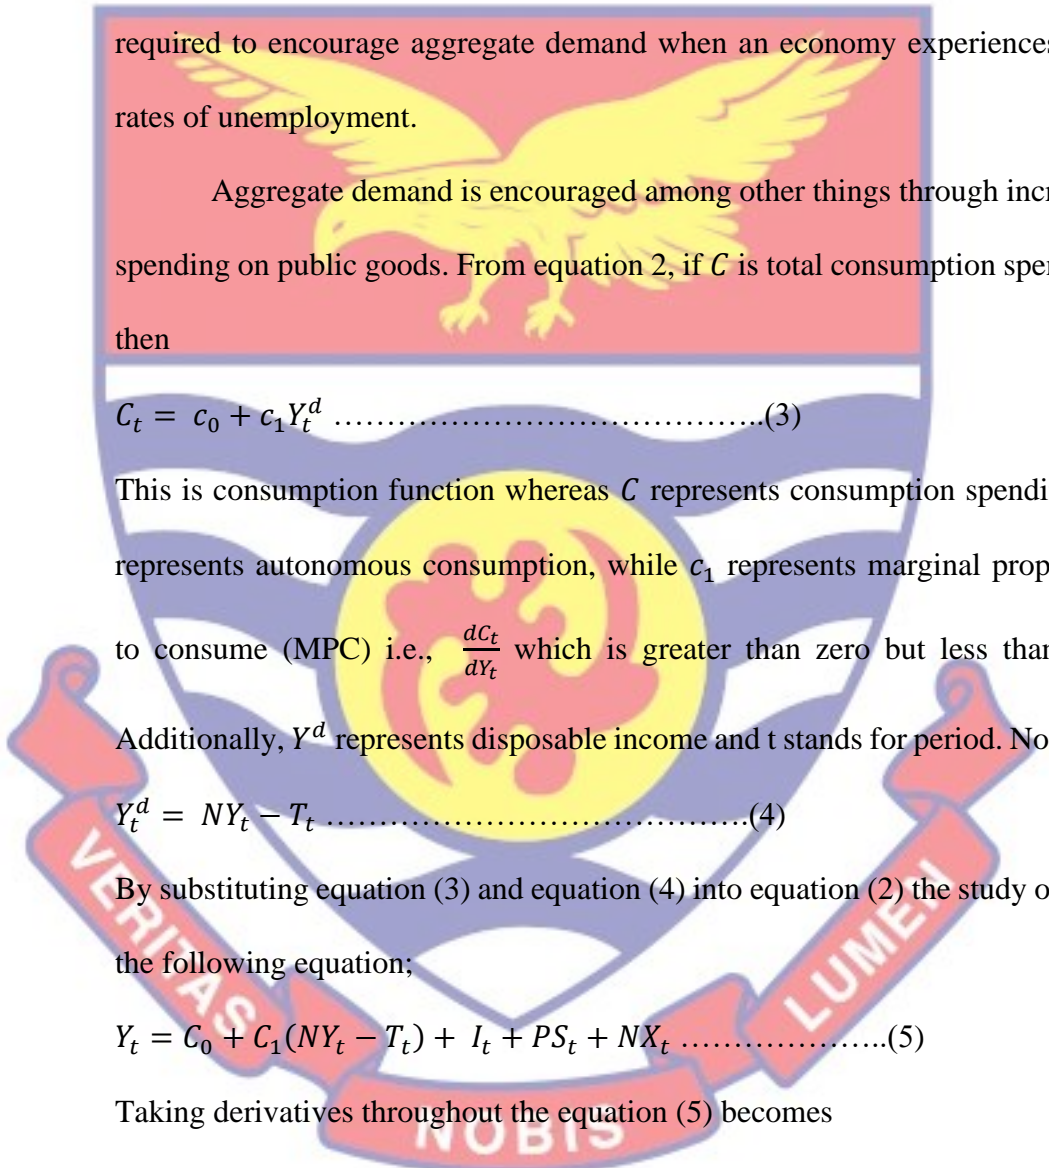 required to encourage aggregate demand when an economy experiences
rates of unemployment.
Aggregate demand is encouraged among other things through incr
spending on public goods. From equation 2, if C is total consumption spe
then
C_t = c_0 + c_1Y_t^d …………………………………..(3)
This is consumption function whereas C represents consumption spendi
represents autonomous consumption, while c_1 represents marginal prop
to consume (MPC) i.e., dC_t/dY_t which is greater than zero but less than
Additionally, Y^d represents disposable income and t stands for period. No
Y_t^d = NY_t − T_t ………………………………….(4)
By substituting equation (3) and equation (4) into equation (2) the study o
the following equation;
Y_t = C_0 + C_1(NY_t − T_t) + I_t + PS_t + NX_t ………………..(5)
Taking derivatives throughout the equation (5) becomes
VERITAS
NOBIS
LUMEN